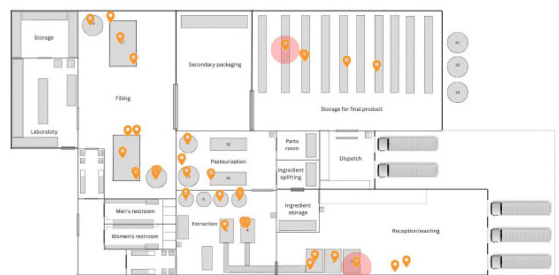 Storage
Secondary packaging
Filling
Storage for final product
Laboratoty
Pasteurization
Parts
room
Ingredient
splitting
Dispatch
Men's restroom
Women's restroom
Extraction
Ingredient
storage
Reception/washing